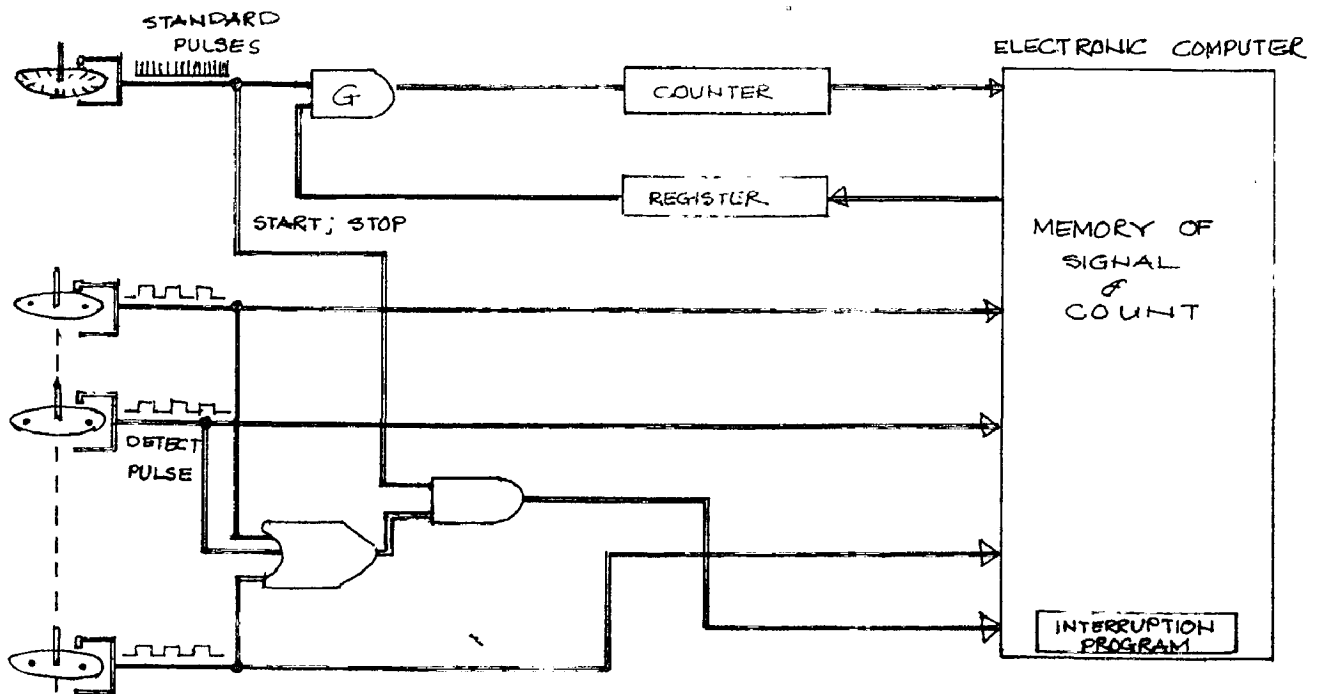 STANDARD
PULSES
ELECTRONIC COMPUTER
G
COUNTER
REGISTER
START; STOP
MEMORY OF
SIGNAL
&
COUNT
DETECT
PULSE
INTERRUPTION
PROGRAM